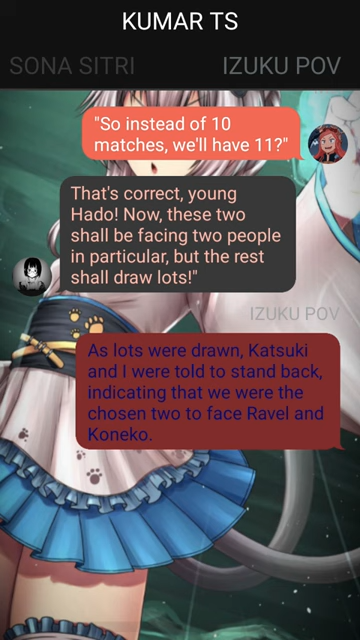 KUMAR TS
SONA SITRI IZUKU POV
"So instead of 10
matches, we'll have 11?"
That's correct, young
Hado! Now, these two
shall be facing two people
in particular, but the rest
shall draw lots!"
IZUKU POV
As lots were drawn, Katsuki
and I were told to stand back,
indicating that we were the
chosen two to face Ravel and
Koneko.